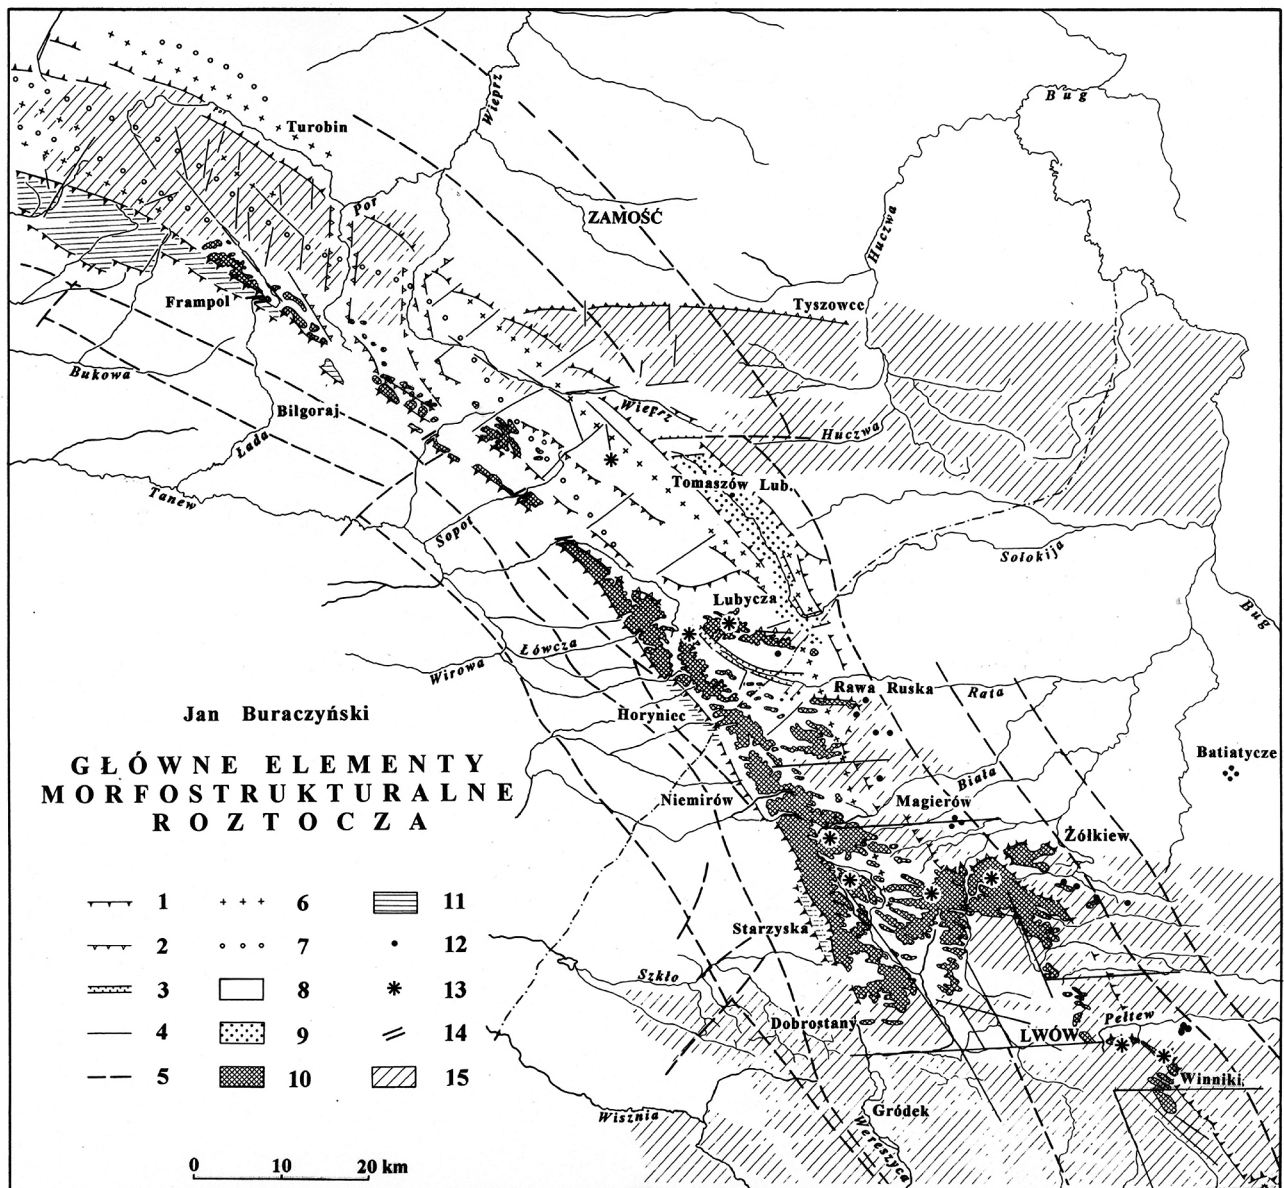 Bug
Wieprz
Por
Turobin
Por
ZAMOŚĆ
Huczwa
Frampol
Tyszowce
Bukowa
Biłgoraj
Wieprz
Huczwa
Łada
Tomaszów Lub.
Tanew
Sopot
Sołokija
Lubycza
Bug
Łówcza
Wirowa
Rawa Ruska
Rata
Jan Buraczyński
Horyniec
GŁÓWNE ELEMENTY
MORFOSTRUKTURALNE
ROZTOCZA
Batiatycze
Biała
Niemirów
Magierów
Żółkiew
1
6
11
2
7
12
3
8
13
4
9
14
5
10
15
Starzyska
Szkło
Dobrostany
Pełtew
LWÓW
Winniki
Wisznia
Gródek
Wereszyca
0 10 20 km